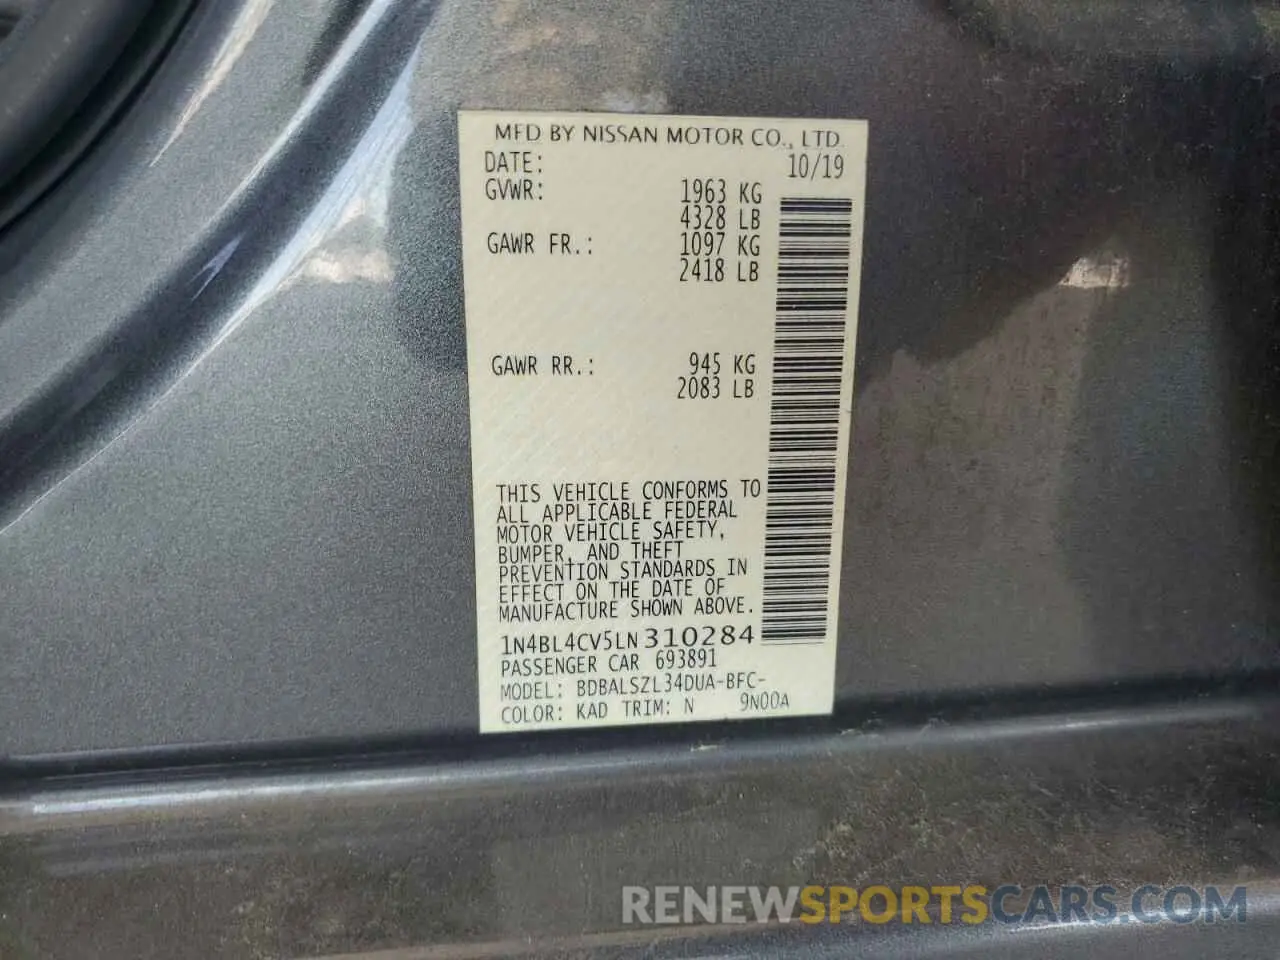 MFD BY NISSAN MOTOR CO., LTD.
DATE: 10/19
GVWR: 1963 KG
4328 LB
GAWR FR.: 1097 KG
2418 LB
GAWR RR.: 945 KG
2083 LB
THIS VEHICLE CONFORMS TO
ALL APPLICABLE FEDERAL
MOTOR VEHICLE SAFETY,
BUMPER, AND THEFT
PREVENTION STANDARDS IN
EFFECT ON THE DATE OF
MANUFACTURE SHOWN ABOVE.
1N4BL4CV5LN310284
PASSENGER CAR 693891
MODEL: BDBALSZL34DUA-BFC-
COLOR: KAD TRIM: N 9N00A
RENEWSPORTSCARS.COM